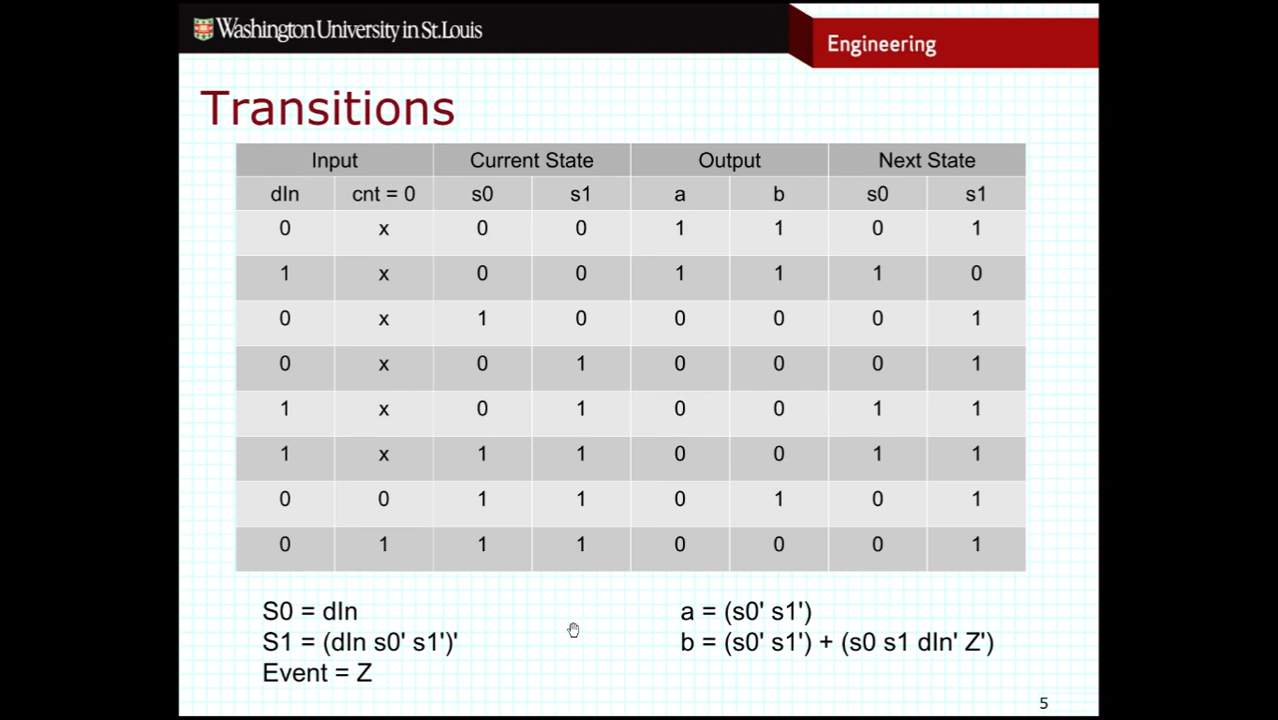 Washington University in St.Louis
Engineering
Transitions
Input Current State Output Next State
dIn cnt = 0 s0 s1 a b s0 s1
0 x 0 0 1 1 0 1
1 x 0 0 1 1 1 0
0 x 1 0 0 0 0 1
0 x 0 1 0 0 0 1
1 x 0 1 0 0 1 1
1 x 1 1 0 0 1 1
0 0 1 1 0 1 0 1
0 1 1 1 0 0 0 1
S0 = dIn
S1 = (dIn s0' s1')'
Event = Z
a = (s0' s1')
b = (s0' s1') + (s0 s1 dIn' Z')
5